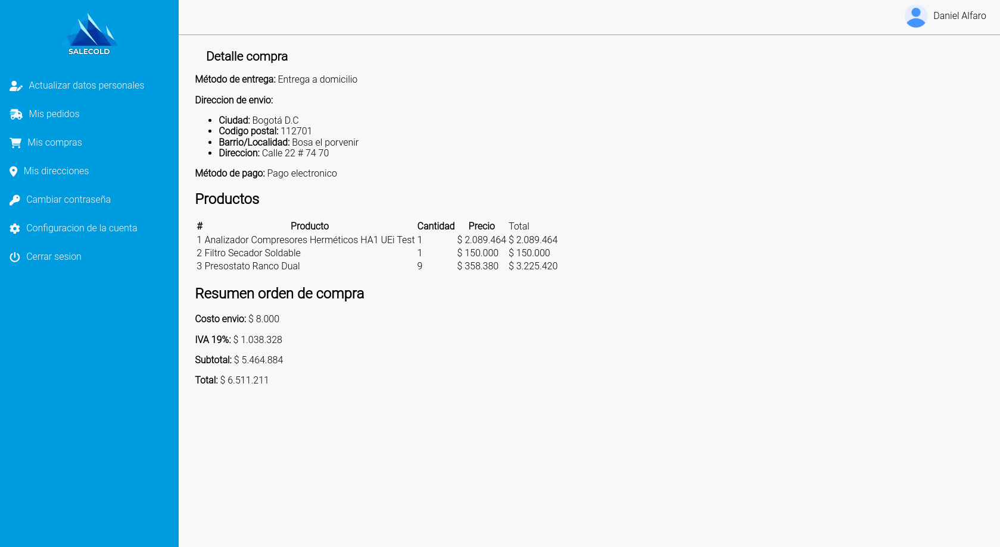 SALECOLD
Actualizar datos personales
Mis pedidos
Mis compras
Mis direcciones
Cambiar contraseña
Configuracion de la cuenta
Cerrar sesion
Daniel Alfaro
Detalle compra
Método de entrega: Entrega a domicilio
Direccion de envio:
• Ciudad: Bogotá D.C
• Codigo postal: 112701
• Barrio/Localidad: Bosa el porvenir
• Direccion: Calle 22 # 74 70
Método de pago: Pago electronico
Productos
# Producto Cantidad Precio Total
1 Analizador Compresores Herméticos HA1 UEi Test 1 $ 2.089.464 $ 2.089.464
2 Filtro Secador Soldable 1 $ 150.000 $ 150.000
3 Presostato Ranco Dual 9 $ 358.380 $ 3.225.420
Resumen orden de compra
Costo envio: $ 8.000
IVA 19%: $ 1.038.328
Subtotal: $ 5.464.884
Total: $ 6.511.211